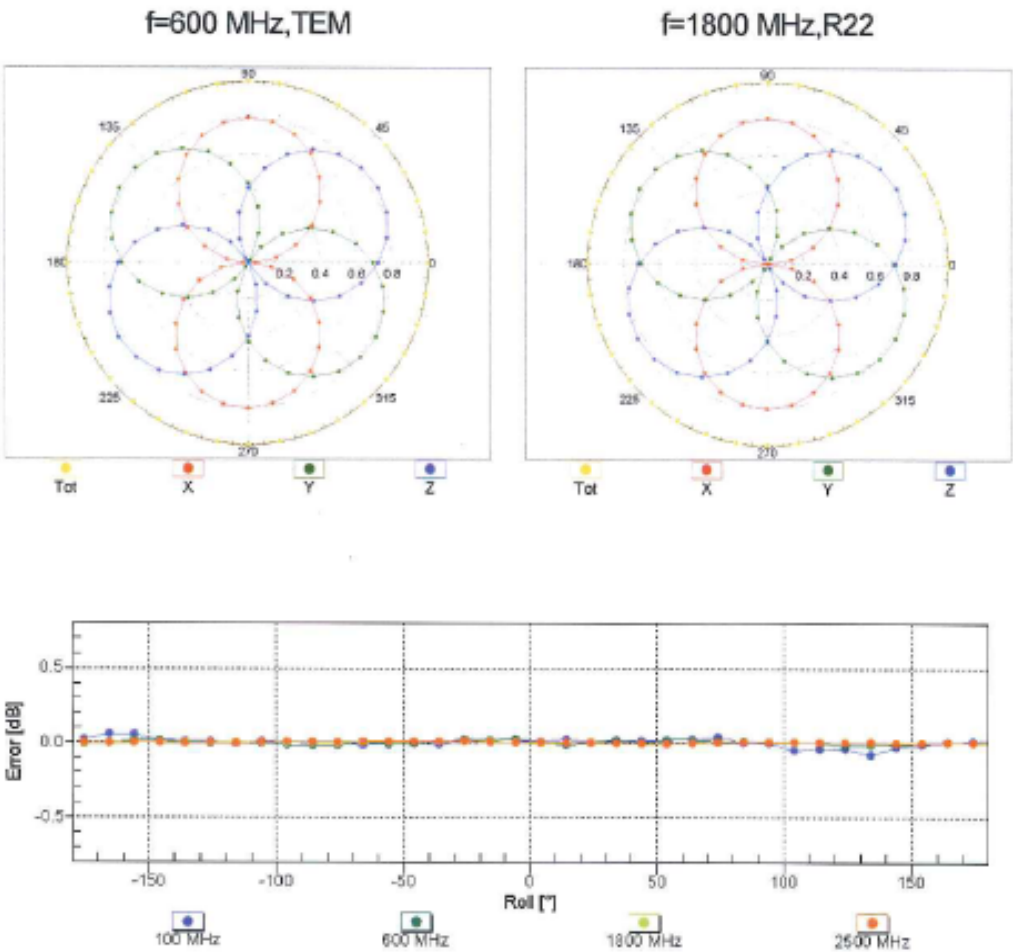 f=600 MHz,TEM
f=1800 MHz,R22
90
135
45
180
0.2 0.4 0.6 0.8
0
225
315
270
Tot X Y Z
90
135
45
180
0.2 0.4 0.6 0.8
0
225
315
270
Tot X Y Z
Error [dB]
0.5
0.0
-0.5
-150 -100 -50 0 50 100 150
Roll [°]
100 MHz 600 MHz 1800 MHz 2500 MHz